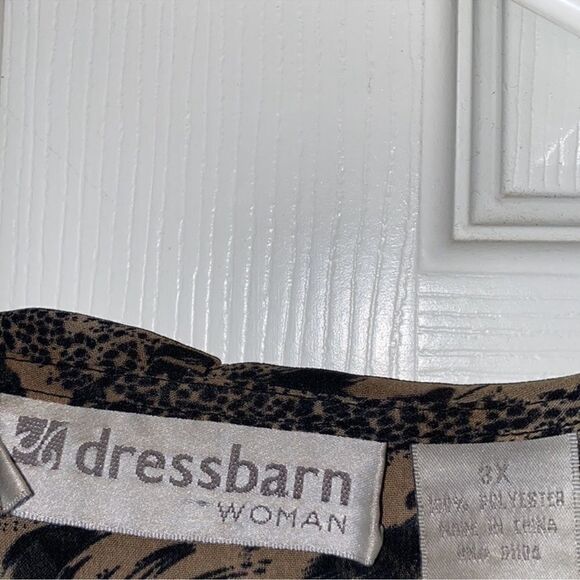 dressbarn
WOMAN
3X
100% POLYESTER
MADE IN CHINA